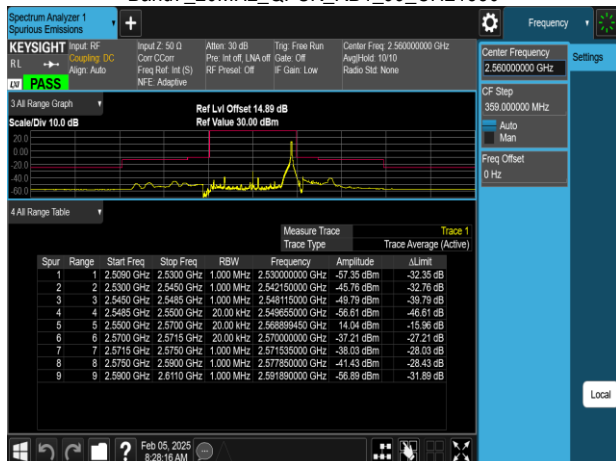 Spectrum Analyzer 1
Spurious Emissions
Frequency
KEYSIGHT
RL
Input: RF
Coupling: DC
Align: Auto
Input Z: 50 Ω
Corr CCorr
Freq Ref: Int (S)
NFE: Adaptive
Atten: 30 dB
Pre: Int off, LNA off
RF Preset: Off
Trig: Free Run
Gate: Off
IF Gain: Low
Center Freq: 2.560000000 GHz
Avg|Hold: 10/10
Radio Std: None
LXI PASS
3 All Range Graph
Scale/Div 10.0 dB
Ref Lvl Offset 14.89 dB
Ref Value 30.00 dBm
20.0
0.00
-20.0
-40.0
-60.0
4 All Range Table
Measure Trace Trace 1
Trace Type Trace Average (Active)
Spur Range Start Freq Stop Freq RBW Frequency Amplitude ΔLimit
1 1 2.5090 GHz 2.5300 GHz 1.000 MHz 2.530000000 GHz -57.35 dBm -32.35 dB
2 2 2.5300 GHz 2.5450 GHz 1.000 MHz 2.542150000 GHz -45.76 dBm -32.76 dB
3 3 2.5450 GHz 2.5485 GHz 1.000 MHz 2.548115000 GHz -49.79 dBm -39.79 dB
4 4 2.5485 GHz 2.5500 GHz 20.00 kHz 2.549655000 GHz -56.61 dBm -46.61 dB
5 5 2.5500 GHz 2.5700 GHz 20.00 kHz 2.568899450 GHz 14.04 dBm -15.96 dB
6 6 2.5700 GHz 2.5715 GHz 20.00 kHz 2.570000000 GHz -37.21 dBm -27.21 dB
7 7 2.5715 GHz 2.5750 GHz 1.000 MHz 2.571535000 GHz -38.03 dBm -28.03 dB
8 8 2.5750 GHz 2.5900 GHz 1.000 MHz 2.577850000 GHz -41.43 dBm -28.43 dB
9 9 2.5900 GHz 2.6110 GHz 1.000 MHz 2.591890000 GHz -56.89 dBm -31.89 dB
Center Frequency
2.560000000 GHz
Settings
CF Step
359.000000 MHz
Auto
Man
Freq Offset
0 Hz
Local
Feb 05, 2025
8:28:16 AM